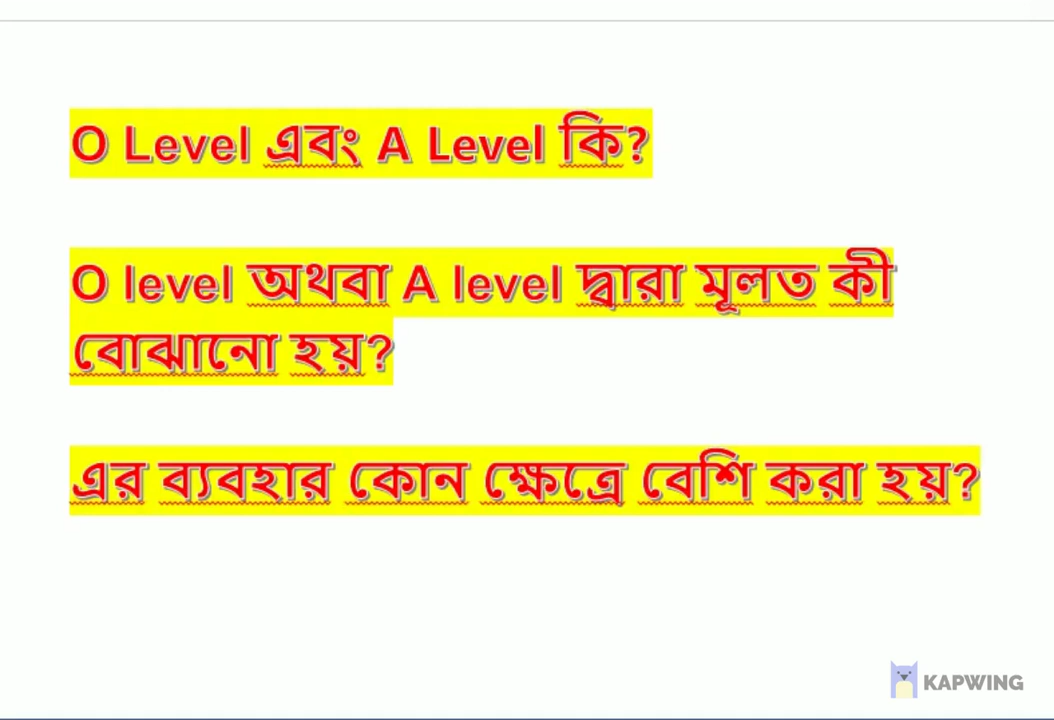 O Level এবং A Level কি?
O level অথবা A level দ্বারা মূলত কী
বোঝানো হয়?
এর ব্যবহার কোন ক্ষেত্রে বেশি করা হয়?
KAPWING